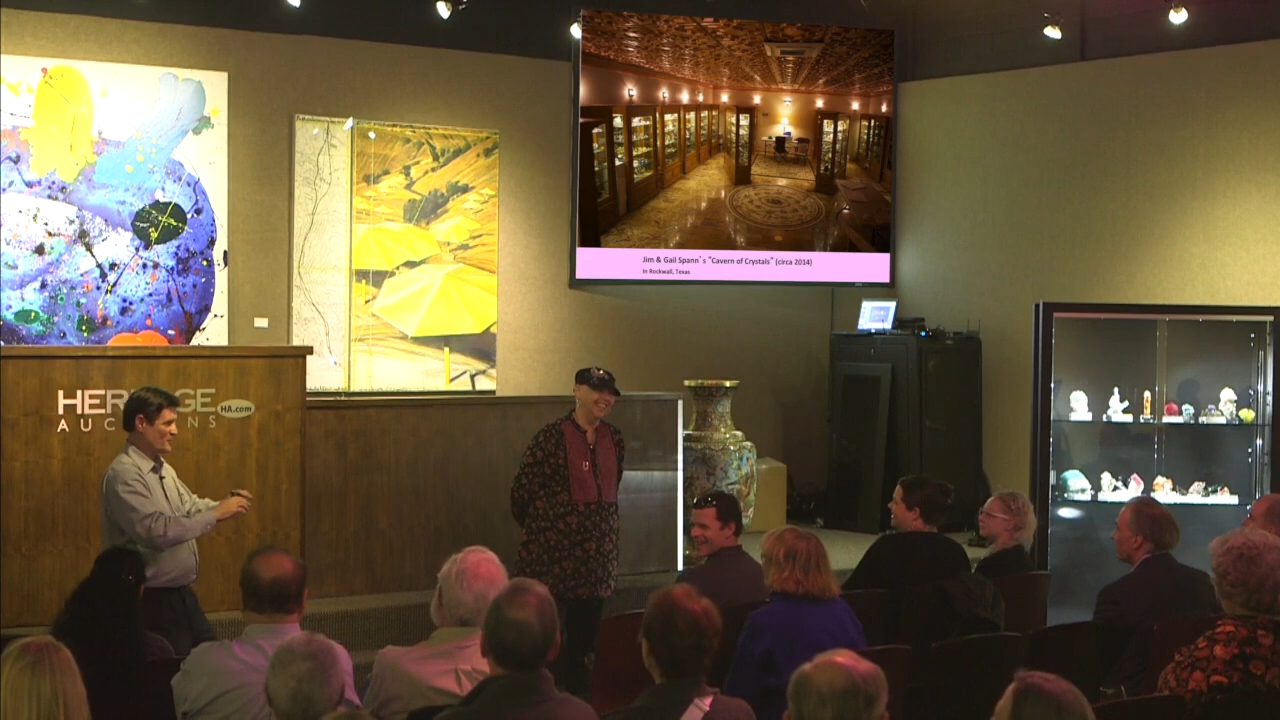 Jim & Gail Spann's "Cavern of Crystals" (circa 2014)
In Rockwall, Texas
HERITAGE
HA.com
AUCTIONS